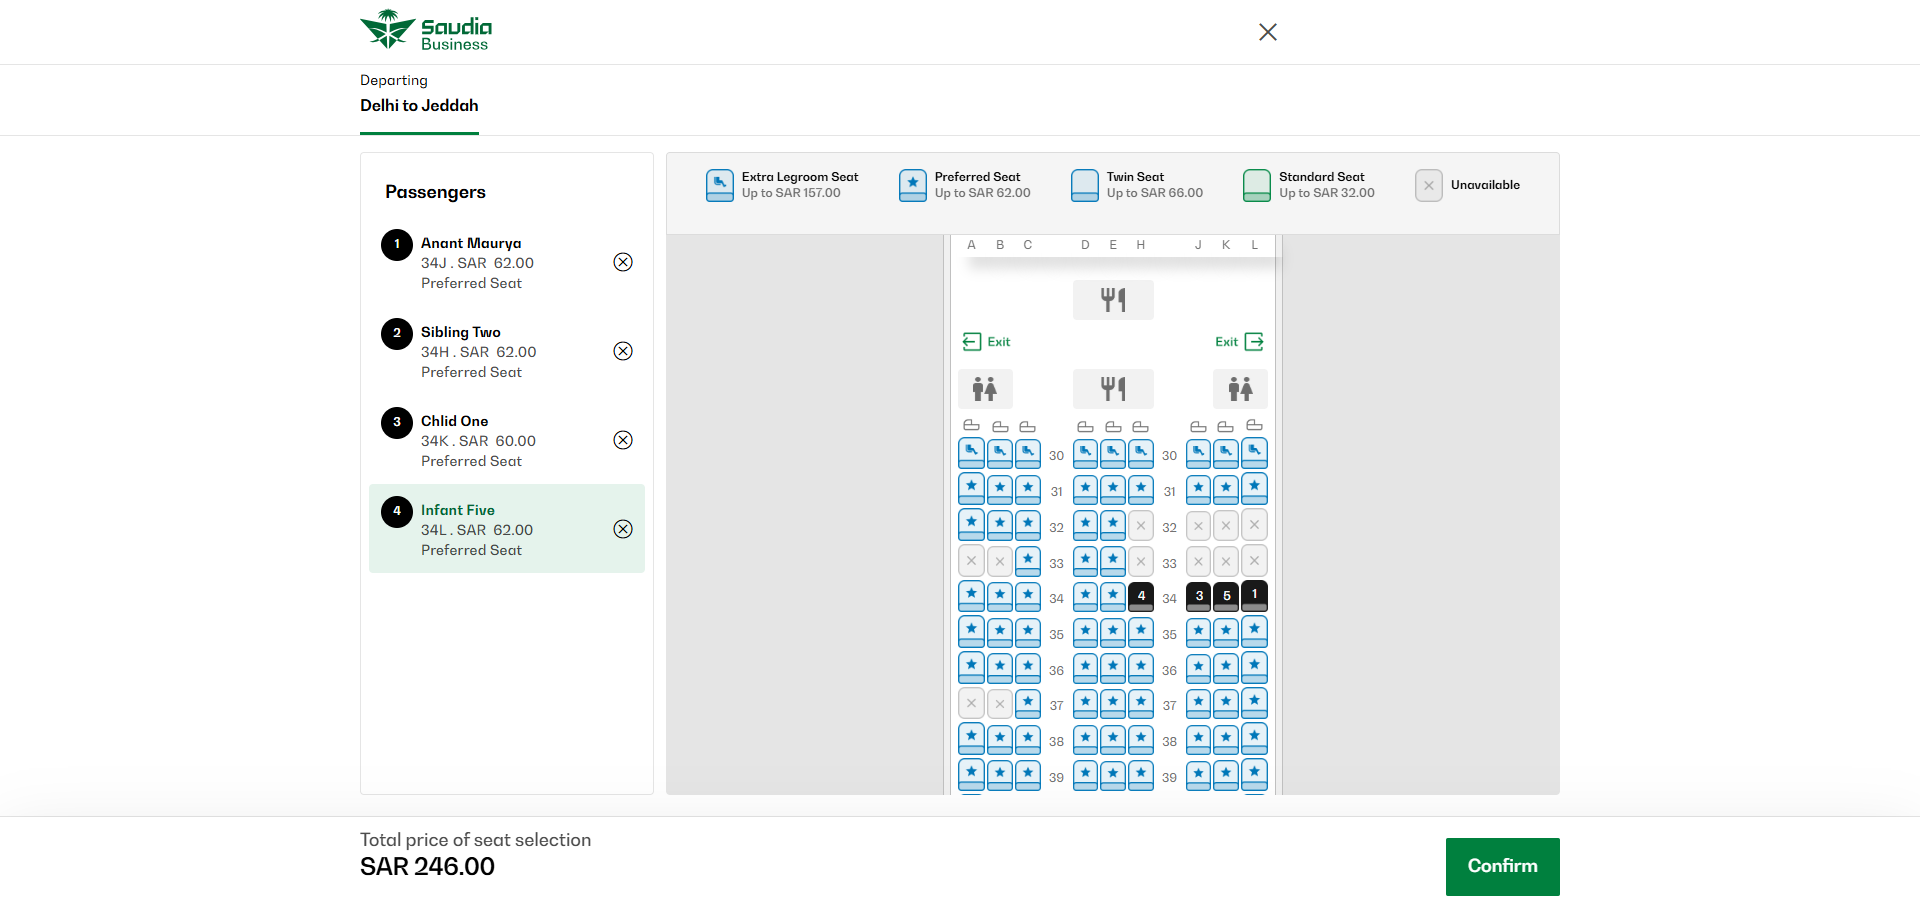 Saudia
Business
Departing
Delhi to Jeddah
Passengers
1 Anant Maurya
34J . SAR 62.00
Preferred Seat
2 Sibling Two
34H . SAR 62.00
Preferred Seat
3 Chlid One
34K . SAR 60.00
Preferred Seat
4 Infant Five
34L . SAR 62.00
Preferred Seat
Extra Legroom Seat
Up to SAR 157.00
Preferred Seat
Up to SAR 62.00
Twin Seat
Up to SAR 66.00
Standard Seat
Up to SAR 32.00
Unavailable
A B C D E H J K L
Exit Exit
30 30
31 31
32 32
33 33
34 4 34 3 5 1
35 35
36 36
37 37
38 38
39 39
Total price of seat selection
SAR 246.00
Confirm